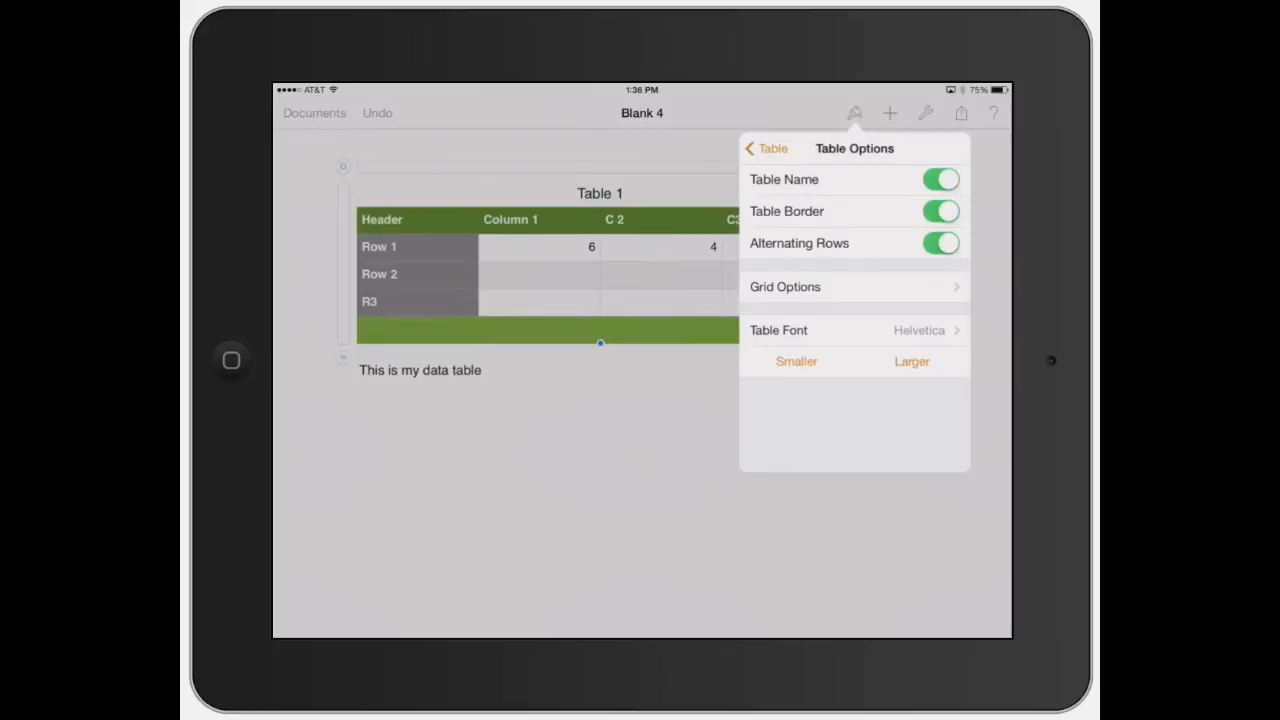 AT&T 1:36 PM 75%
Documents Undo Blank 4 ?
Table Table Options
Table Name
Table Border
Alternating Rows
Grid Options
Table Font Helvetica
Smaller Larger
Table 1
Header Column 1 C 2 C3
Row 1 6 4
Row 2
R3
This is my data table